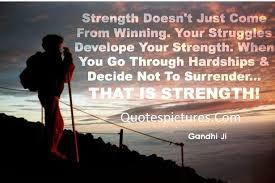 Strength Doesn't Just Come
From Winning. Your Struggles
Develope Your Strength. When
You Go Through Hardships &
Decide Not To Surrender...
THAT IS STRENGTH!
Quotespictures.Com
Gandhi Ji